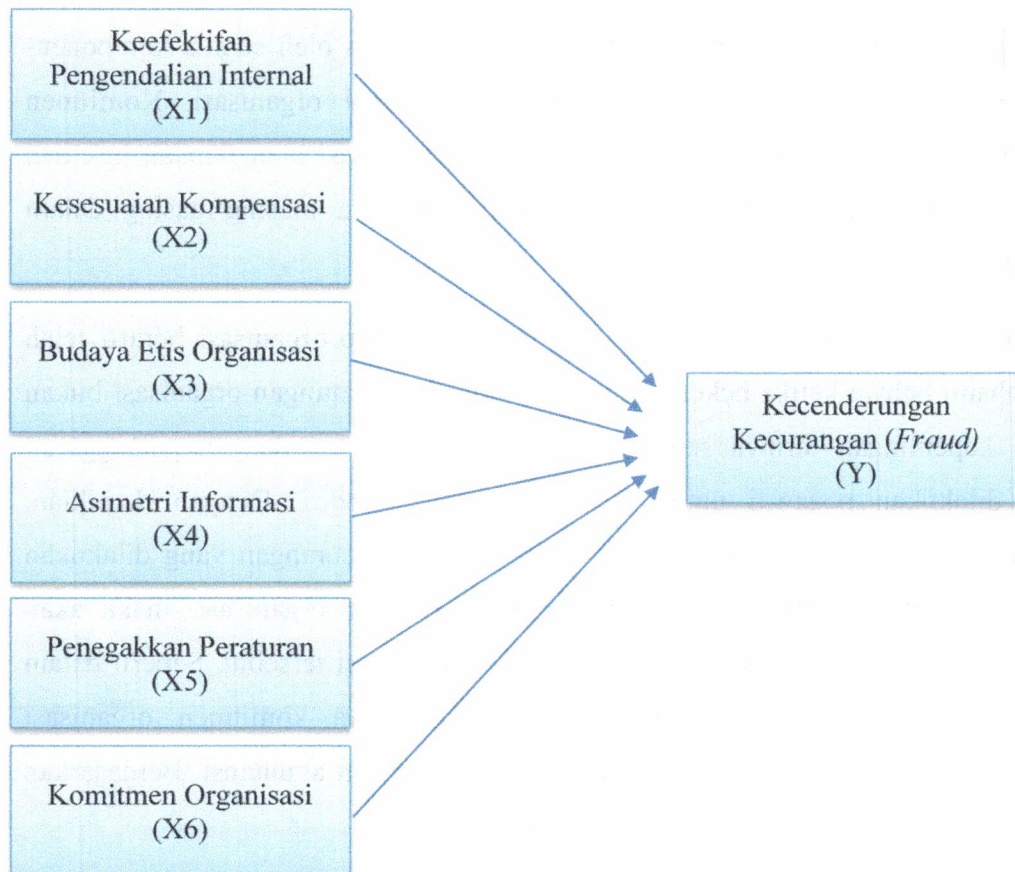 Keefektifan
Pengendalian Internal
(X1)
Kesesuaian Kompensasi
(X2)
Budaya Etis Organisasi
(X3)
Asimetri Informasi
(X4)
Penegakkan Peraturan
(X5)
Komitmen Organisasi
(X6)
Kecenderungan
Kecurangan (Fraud)
(Y)